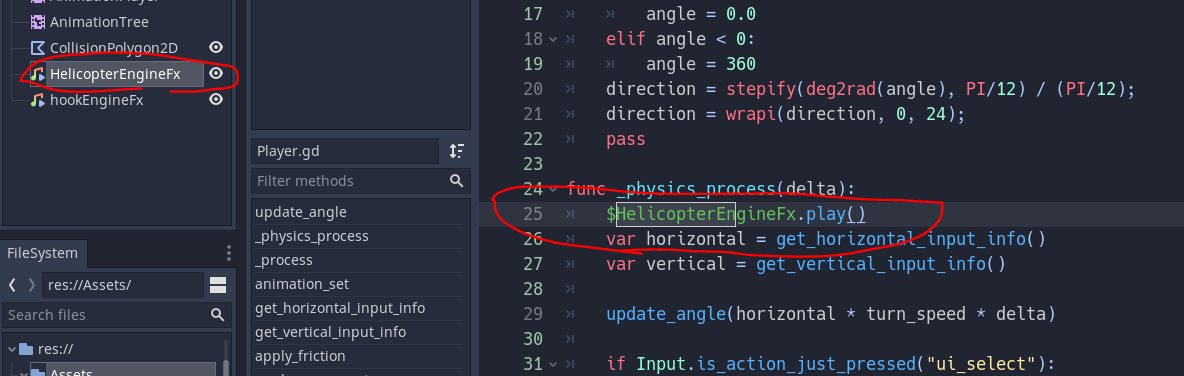 AnimationTree
CollisionPolygon2D
HelicopterEngineFx
hookEngineFx
FileSystem
res://Assets/
Search files
res://
Assets
Player.gd
Filter methods
update_angle
_physics_process
_process
animation_set
get_horizontal_input_info
get_vertical_input_info
apply_friction
17 angle = 0.0
18 elif angle < 0:
19 angle = 360
20 direction = stepify(deg2rad(angle), PI/12) / (PI/12);
21 direction = wrapi(direction, 0, 24);
22 pass
23
24 func _physics_process(delta):
25 $HelicopterEngineFx.play()
26 var horizontal = get_horizontal_input_info()
27 var vertical = get_vertical_input_info()
28
29 update_angle(horizontal * turn_speed * delta)
30
31 if Input.is_action_just_pressed("ui_select"):